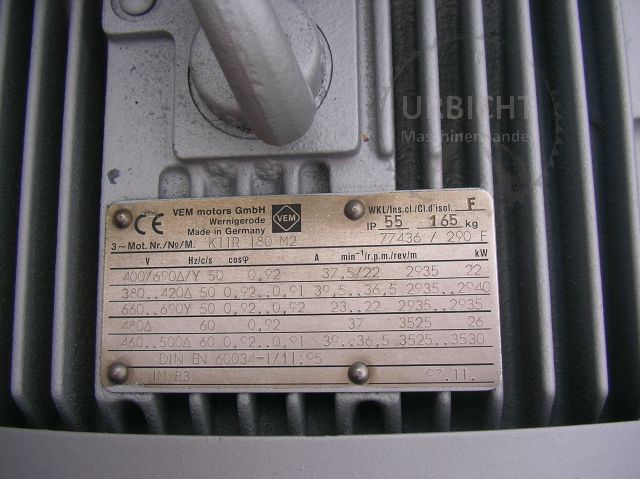 URBICHT
Maschinenhandel
CE VEM motors GmbH VEM WKL/Ins.cl./Cl.d'isol. F
Wernigerode IP 55 165 kg
Made in Germany
3~Mot. Nr./No/M. K11R 180 M2 77436 / 290 F
V Hz/c/s cosφ A min⁻¹/r.p.m./rev/m kW
400/690Δ/Y 50 0,92 37,5/22 2935 22
380..420Δ 50 0,92..0,91 39,5..36,5 2935..2940
660..690Y 50 0,92..0,92 23..22 2935..2935
480Δ 60 0,92 37 3525 26
460..500Δ 60 0,92..0,91 39..36,5 3525..3530
DIN EN 60034-1/11:95
IM B3 97.11.